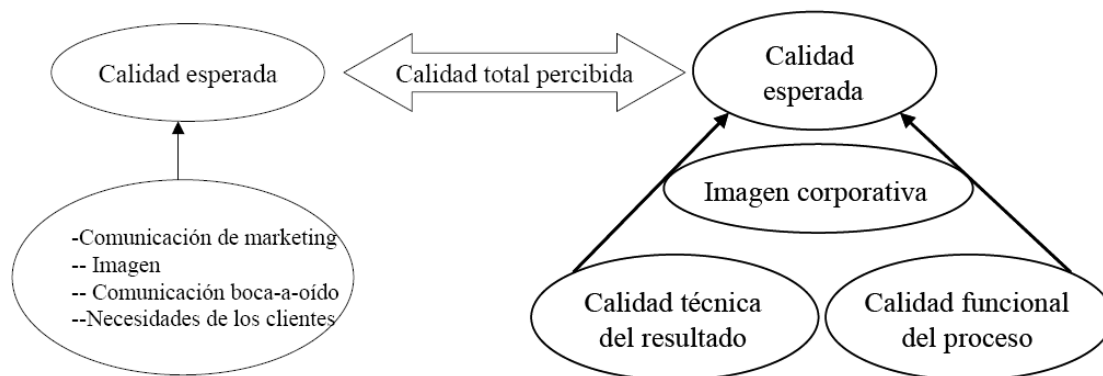 Calidad esperada
Calidad total percibida
Calidad
esperada
-Comunicación de marketing
-- Imagen
-- Comunicación boca-a-oído
--Necesidades de los clientes
Imagen corporativa
Calidad técnica
del resultado
Calidad funcional
del proceso